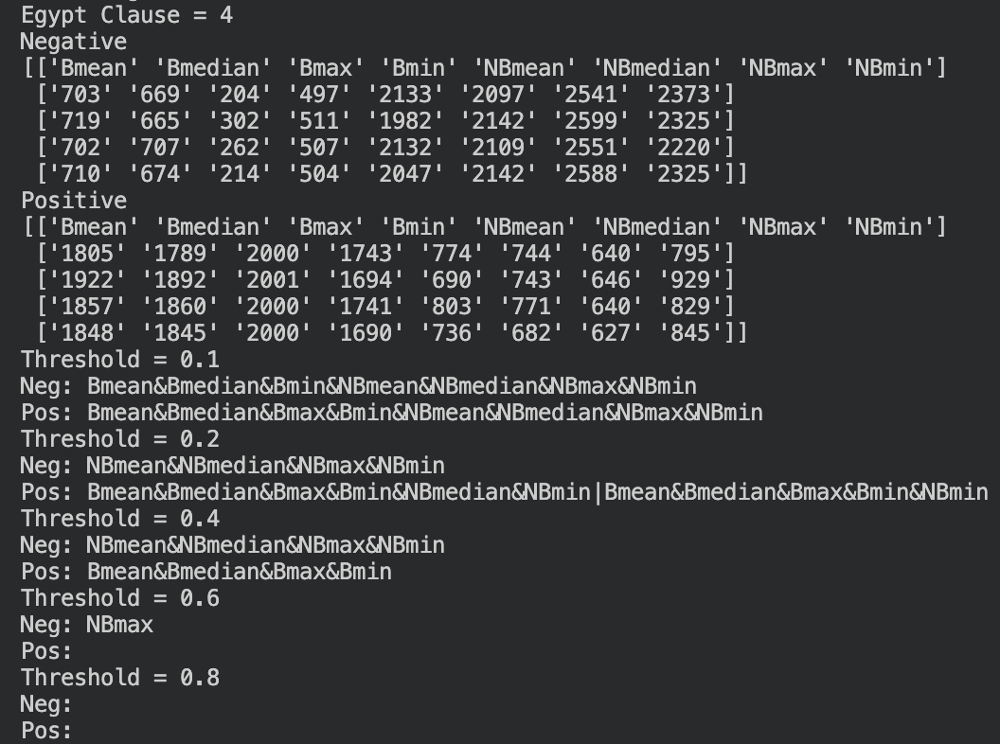 Egypt Clause = 4
Negative
[['Bmean' 'Bmedian' 'Bmax' 'Bmin' 'NBmean' 'NBmedian' 'NBmax' 'NBmin']
['703' '669' '204' '497' '2133' '2097' '2541' '2373']
['719' '665' '302' '511' '1982' '2142' '2599' '2325']
['702' '707' '262' '507' '2132' '2109' '2551' '2220']
['710' '674' '214' '504' '2047' '2142' '2588' '2325']]
Positive
[['Bmean' 'Bmedian' 'Bmax' 'Bmin' 'NBmean' 'NBmedian' 'NBmax' 'NBmin']
['1805' '1789' '2000' '1743' '774' '744' '640' '795']
['1922' '1892' '2001' '1694' '690' '743' '646' '929']
['1857' '1860' '2000' '1741' '803' '771' '640' '829']
['1848' '1845' '2000' '1690' '736' '682' '627' '845']]
Threshold = 0.1
Neg: Bmean&Bmedian&Bmin&NBmean&NBmedian&NBmax&NBmin
Pos: Bmean&Bmedian&Bmax&Bmin&NBmean&NBmedian&NBmax&NBmin
Threshold = 0.2
Neg: NBmean&NBmedian&NBmax&NBmin
Pos: Bmean&Bmedian&Bmax&Bmin&NBmedian&NBmin|Bmean&Bmedian&Bmax&Bmin&NBmin
Threshold = 0.4
Neg: NBmean&NBmedian&NBmax&NBmin
Pos: Bmean&Bmedian&Bmax&Bmin
Threshold = 0.6
Neg: NBmax
Pos:
Threshold = 0.8
Neg:
Pos: